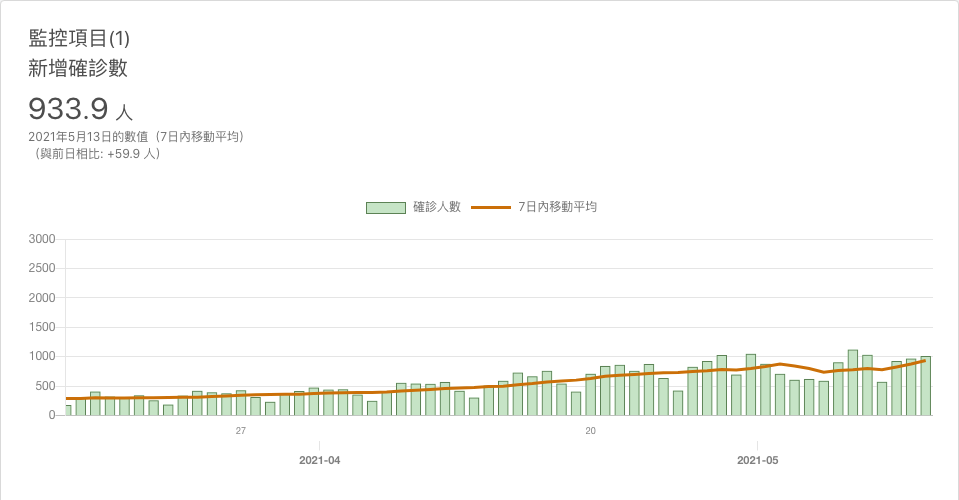 監控項目(1)
新增確診數
933.9 人
2021年5月13日的數值（7日內移動平均）
（與前日相比: +59.9 人）
確診人數 7日內移動平均
3000
2500
2000
1500
1000
500
0
27 20
2021-04 2021-05